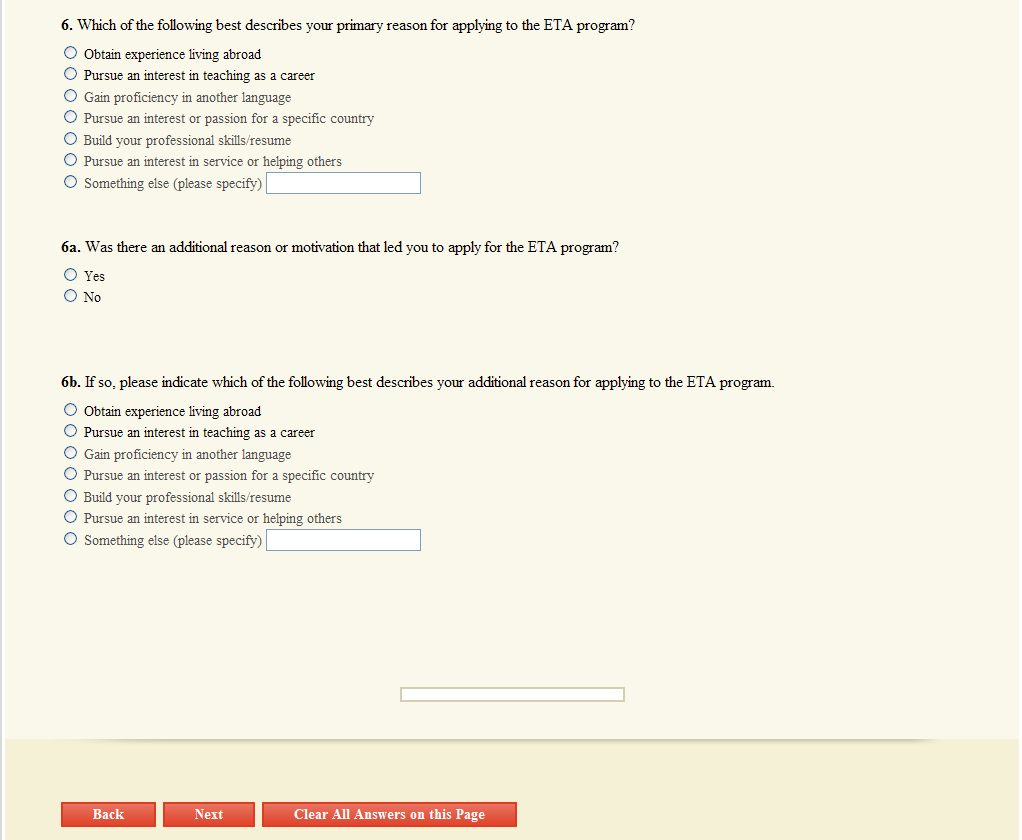 6. Which of the following best describes your primary reason for applying to the ETA program?
Obtain experience living abroad
Pursue an interest in teaching as a career
Gain proficiency in another language
Pursue an interest or passion for a specific country
Build your professional skills/resume
Pursue an interest in service or helping others
Something else (please specify)
6a. Was there an additional reason or motivation that led you to apply for the ETA program?
Yes
No
6b. If so, please indicate which of the following best describes your additional reason for applying to the ETA program.
Obtain experience living abroad
Pursue an interest in teaching as a career
Gain proficiency in another language
Pursue an interest or passion for a specific country
Build your professional skills/resume
Pursue an interest in service or helping others
Something else (please specify)
Back Next Clear All Answers on this Page